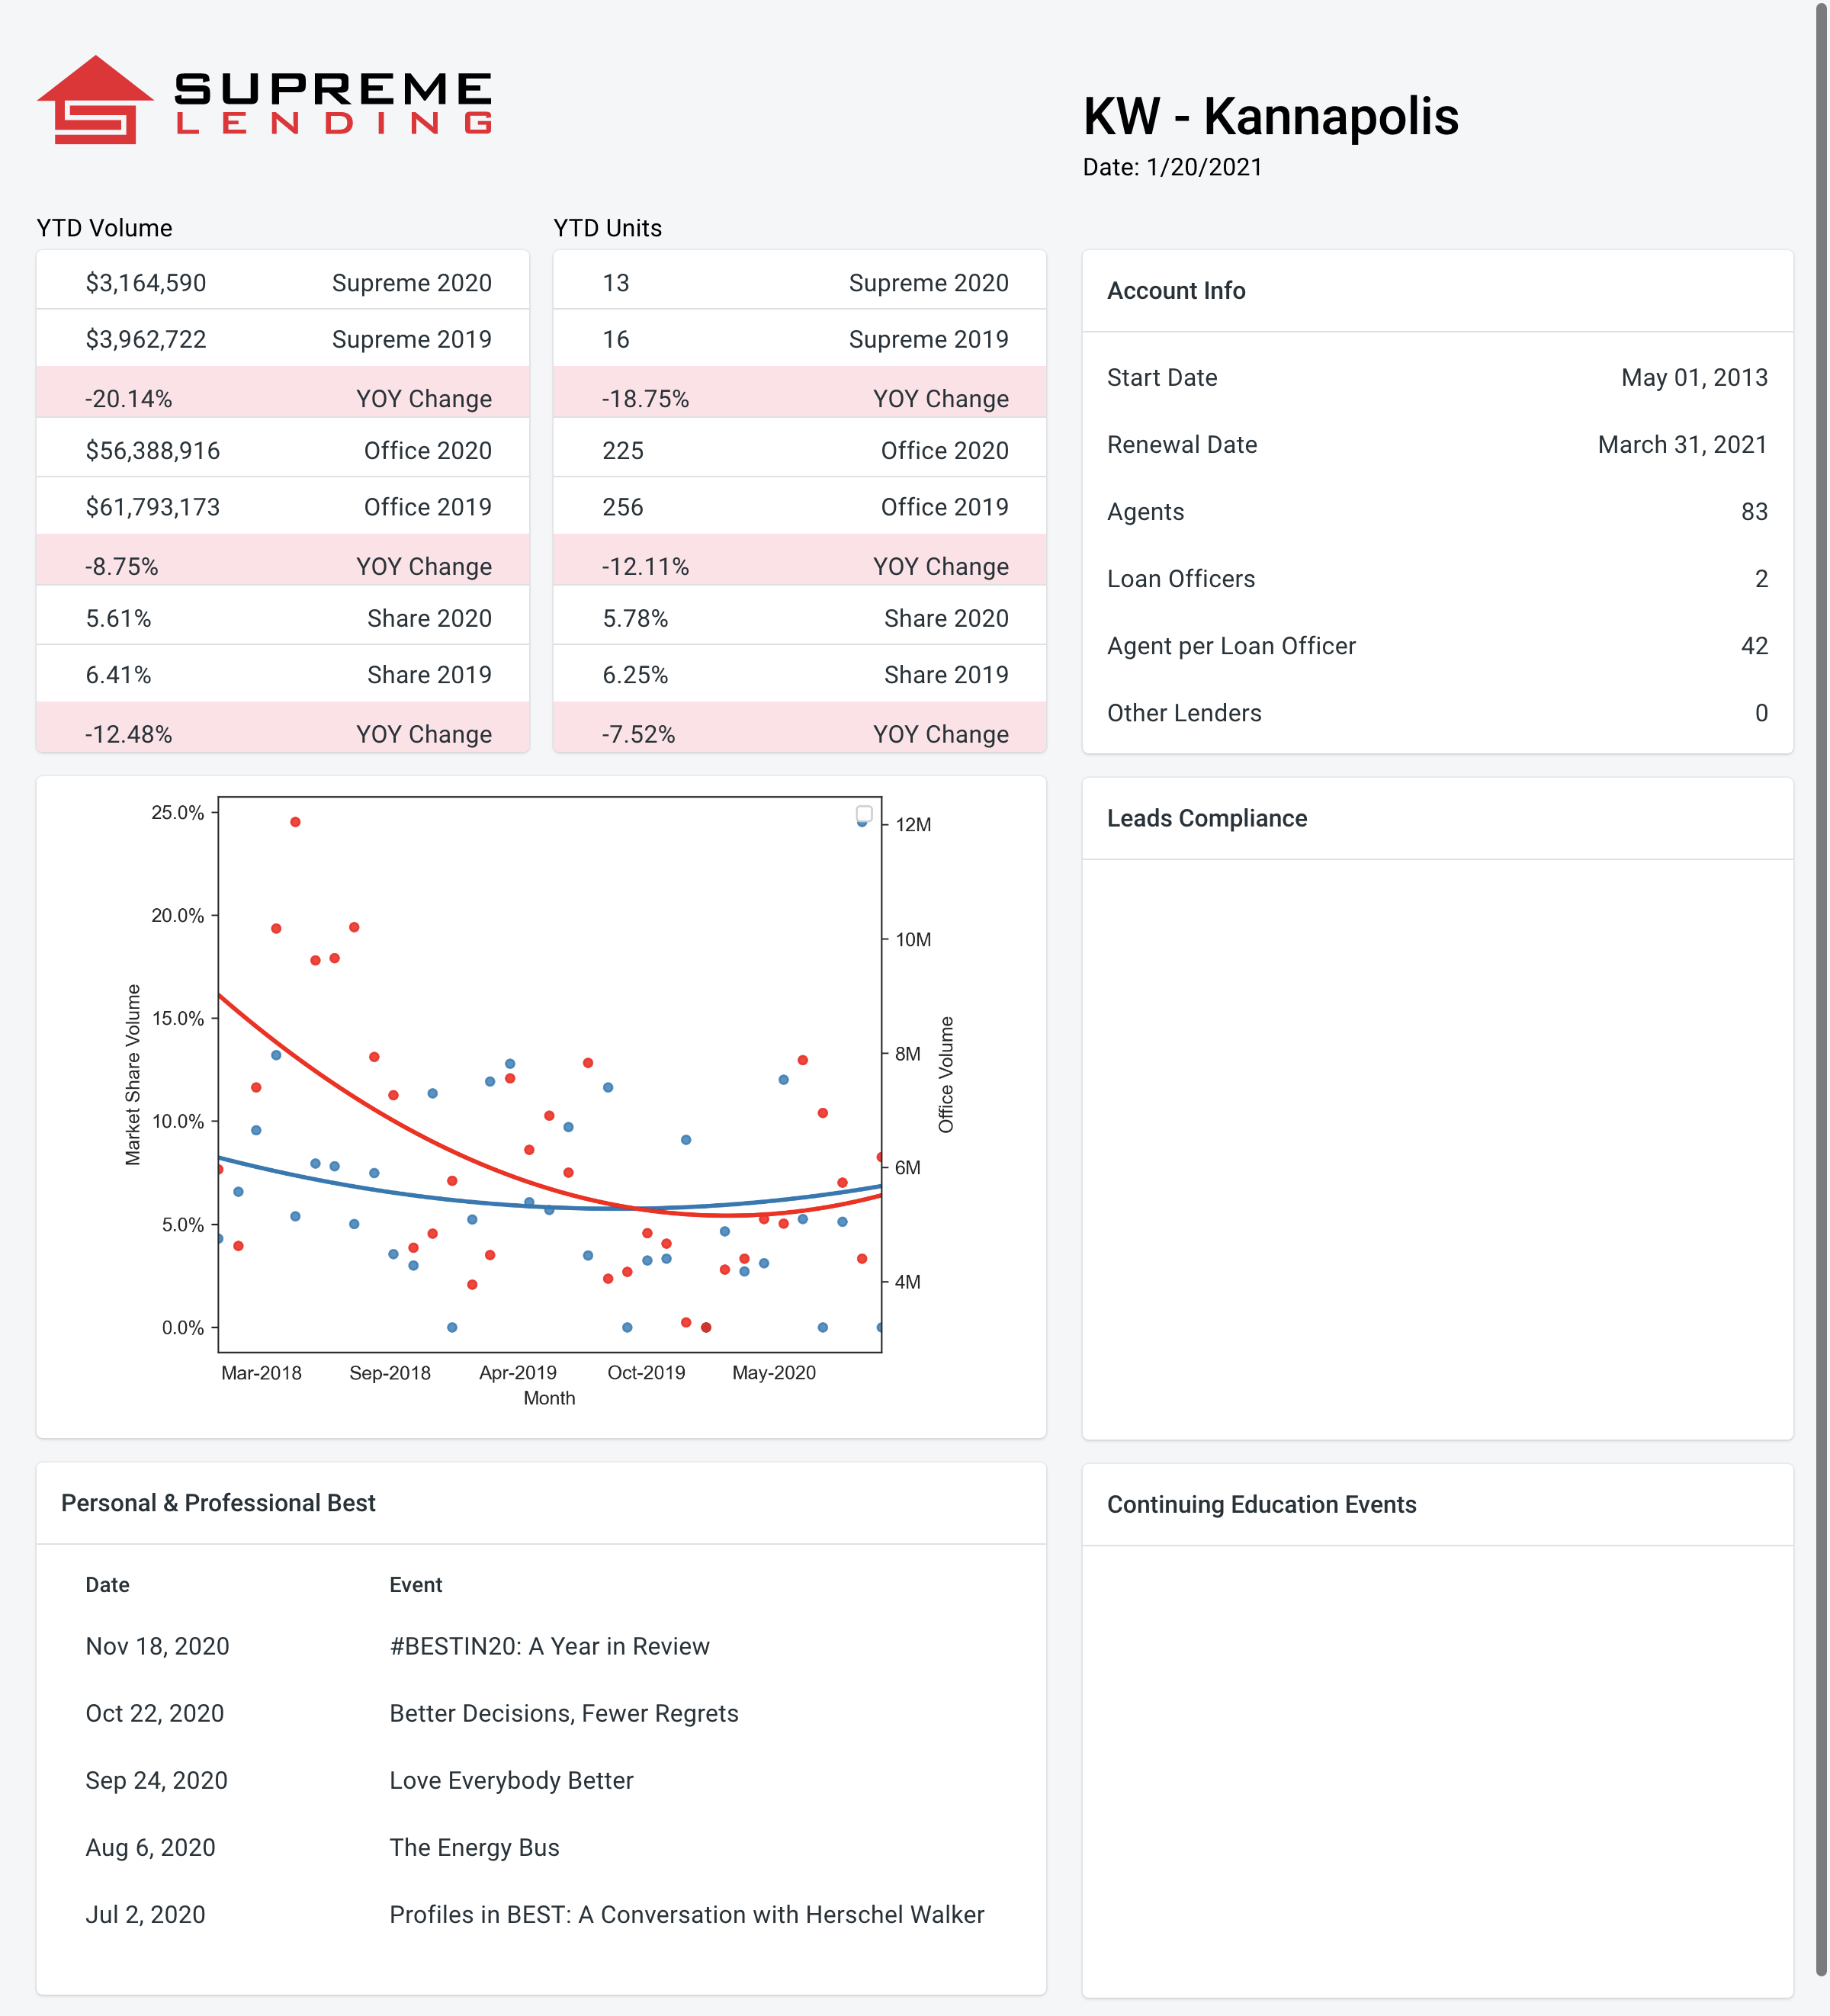 SUPREME
LENDING
KW - Kannapolis
Date: 1/20/2021
YTD Volume
$3,164,590 Supreme 2020
$3,962,722 Supreme 2019
-20.14% YOY Change
$56,388,916 Office 2020
$61,793,173 Office 2019
-8.75% YOY Change
5.61% Share 2020
6.41% Share 2019
-12.48% YOY Change
YTD Units
13 Supreme 2020
16 Supreme 2019
-18.75% YOY Change
225 Office 2020
256 Office 2019
-12.11% YOY Change
5.78% Share 2020
6.25% Share 2019
-7.52% YOY Change
Account Info
Start Date May 01, 2013
Renewal Date March 31, 2021
Agents 83
Loan Officers 2
Agent per Loan Officer 42
Other Lenders 0
Market Share Volume
25.0%
20.0%
15.0%
10.0%
5.0%
0.0%
12M
10M
8M
6M
4M
Office Volume
Mar-2018 Sep-2018 Apr-2019 Oct-2019 May-2020
Month
Leads Compliance
Personal & Professional Best
Date Event
Nov 18, 2020 #BESTIN20: A Year in Review
Oct 22, 2020 Better Decisions, Fewer Regrets
Sep 24, 2020 Love Everybody Better
Aug 6, 2020 The Energy Bus
Jul 2, 2020 Profiles in BEST: A Conversation with Herschel Walker
Continuing Education Events